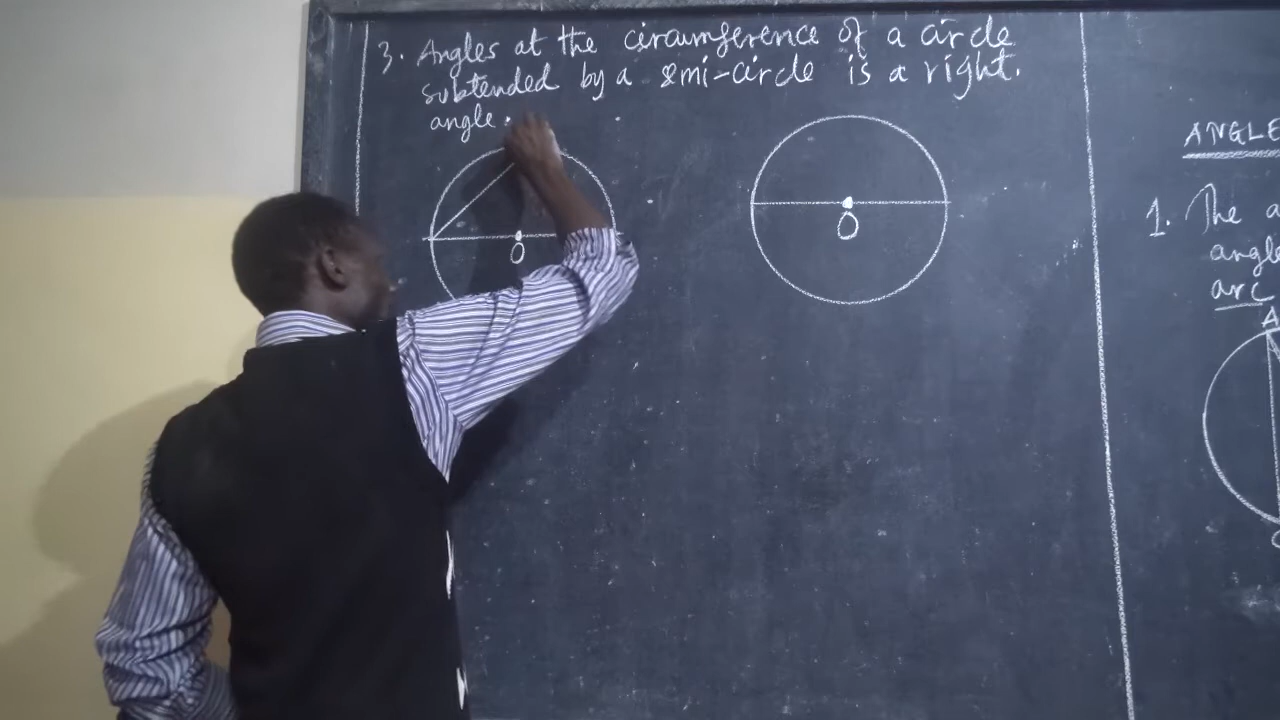 3. Angles at the circumference of a circle
subtended by a semi-circle is a right.
angle.
O
O
ANGLE
1. The a
angle
arc
A